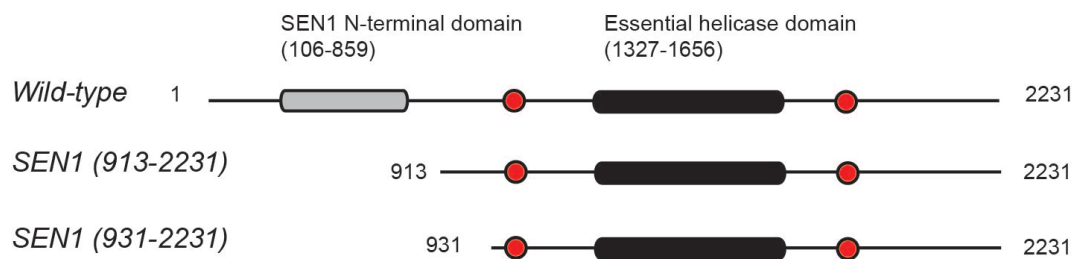 SEN1 N-terminal domain
(106-859)
Essential helicase domain
(1327-1656)
Wild-type 1 2231
SEN1 (913-2231) 913 2231
SEN1 (931-2231) 931 2231